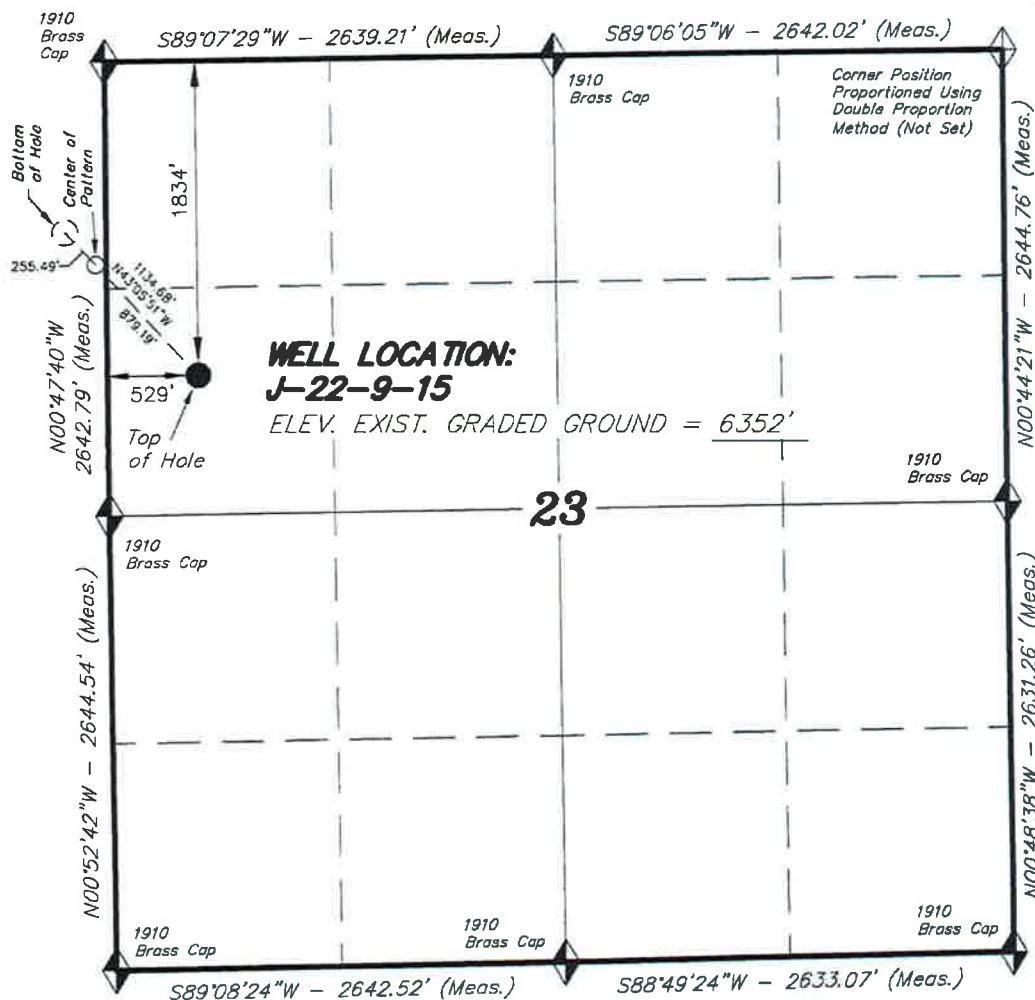 1910
Brass
Cap
S89°07'29"W - 2639.21' (Meas.)
S89°06'05"W - 2642.02' (Meas.)
1910
Brass Cap
Corner Position
Proportioned Using
Double Proportion
Method (Not Set)
Bottom
of Hole
Center of
Pattern
1834'
255.49'
1134.68'
N43°05'51"W
879.19'
N00°47'40"W
2642.79' (Meas.)
529'
Top
of Hole
WELL LOCATION:
J-22-9-15
ELEV. EXIST. GRADED GROUND = 6352'
N00°44'21"W - 2644.76' (Meas.)
1910
Brass Cap
23
1910
Brass Cap
N00°52'42"W - 2644.54' (Meas.)
N00°48'38"W - 2631.26' (Meas.)
1910
Brass Cap
1910
Brass Cap
1910
Brass Cap
S89°08'24"W - 2642.52' (Meas.)
S88°49'24"W - 2633.07' (Meas.)